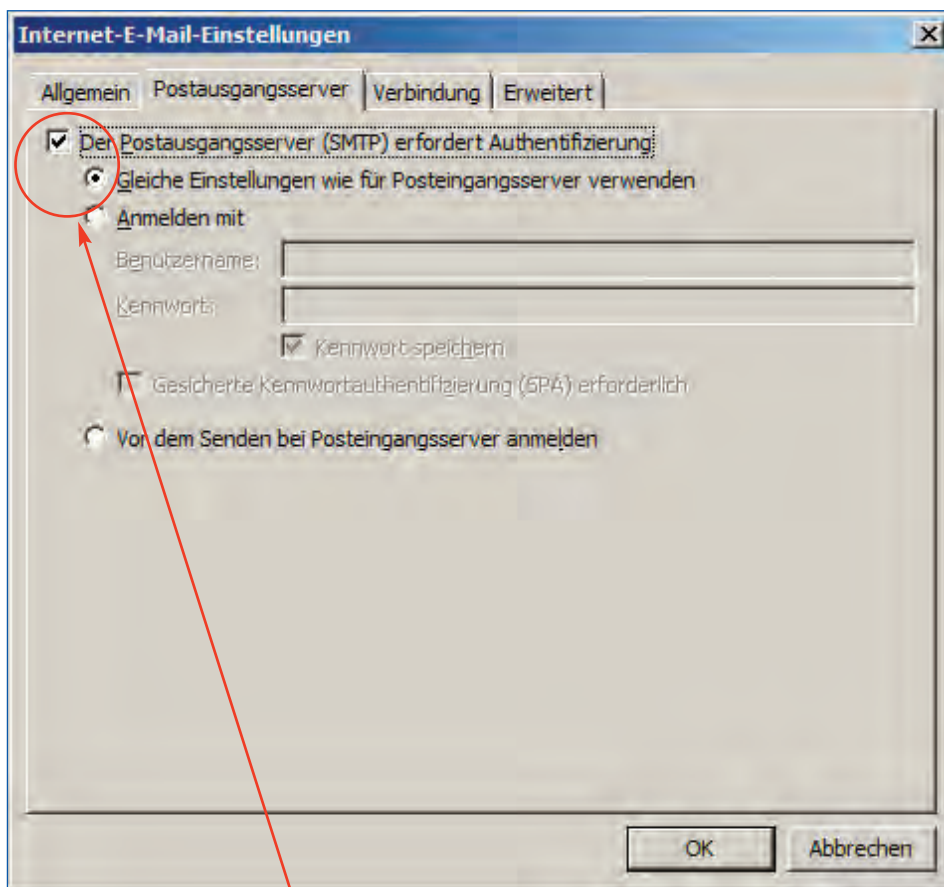 Internet-E-Mail-Einstellungen
Allgemein Postausgangsserver Verbindung Erweitert
Der Postausgangsserver (SMTP) erfordert Authentifizierung
Gleiche Einstellungen wie für Posteingangsserver verwenden
Anmelden mit
Benutzername:
Kennwort:
Kennwort speichern
Gesicherte Kennwortauthentifizierung (SPA) erforderlich
Vor dem Senden bei Posteingangsserver anmelden
OK Abbrechen